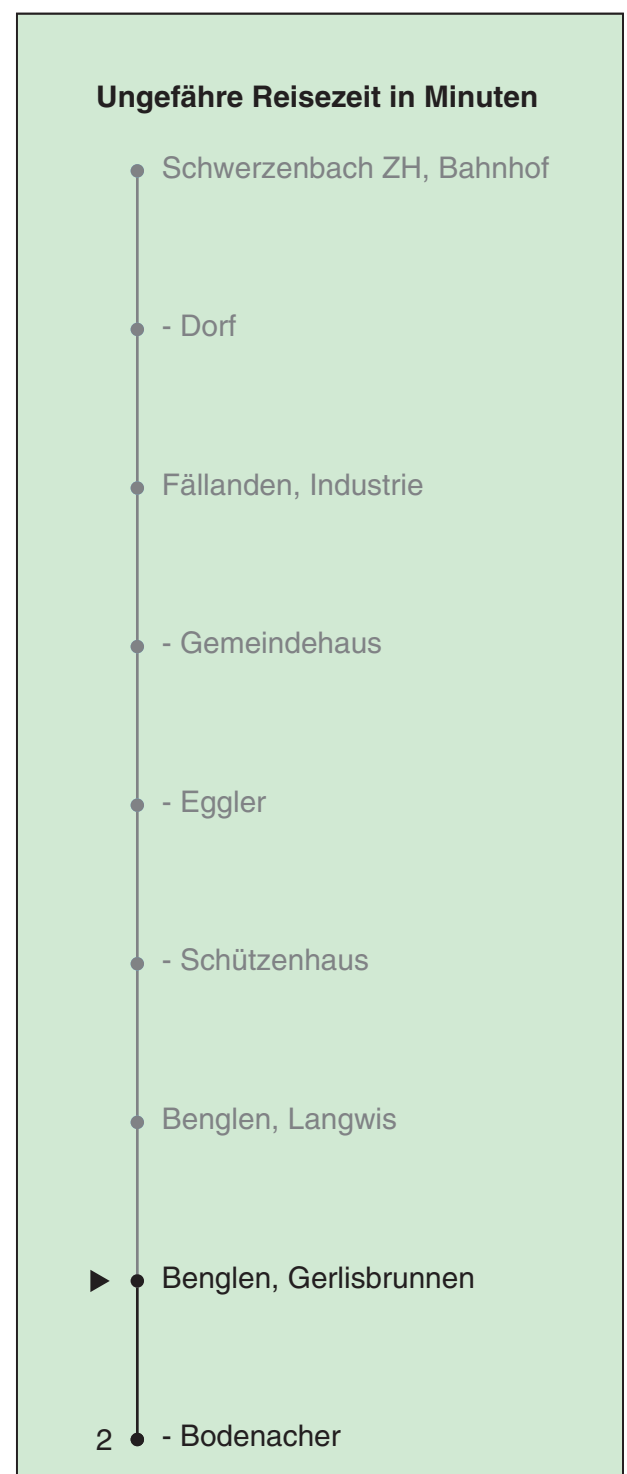 Ungefähre Reisezeit in Minuten
Schwerzenbach ZH, Bahnhof
- Dorf
Fällanden, Industrie
- Gemeindehaus
- Eggler
- Schützenhaus
Benglen, Langwis
Benglen, Gerlisbrunnen
2 - Bodenacher